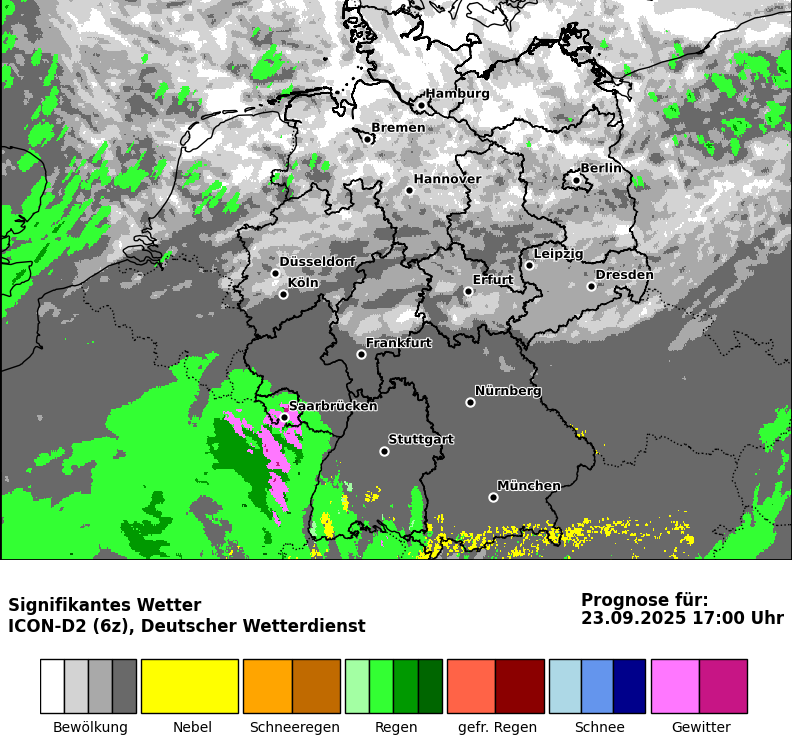 Hamburg
Bremen
Berlin
Hannover
Leipzig
Düsseldorf
Dresden
Köln
Erfurt
Frankfurt
Nürnberg
Saarbrücken
Stuttgart
München
Signifikantes Wetter
ICON-D2 (6z), Deutscher Wetterdienst
Prognose für:
23.09.2025 17:00 Uhr
Bewölkung Nebel Schneeregen Regen gefr. Regen Schnee Gewitter